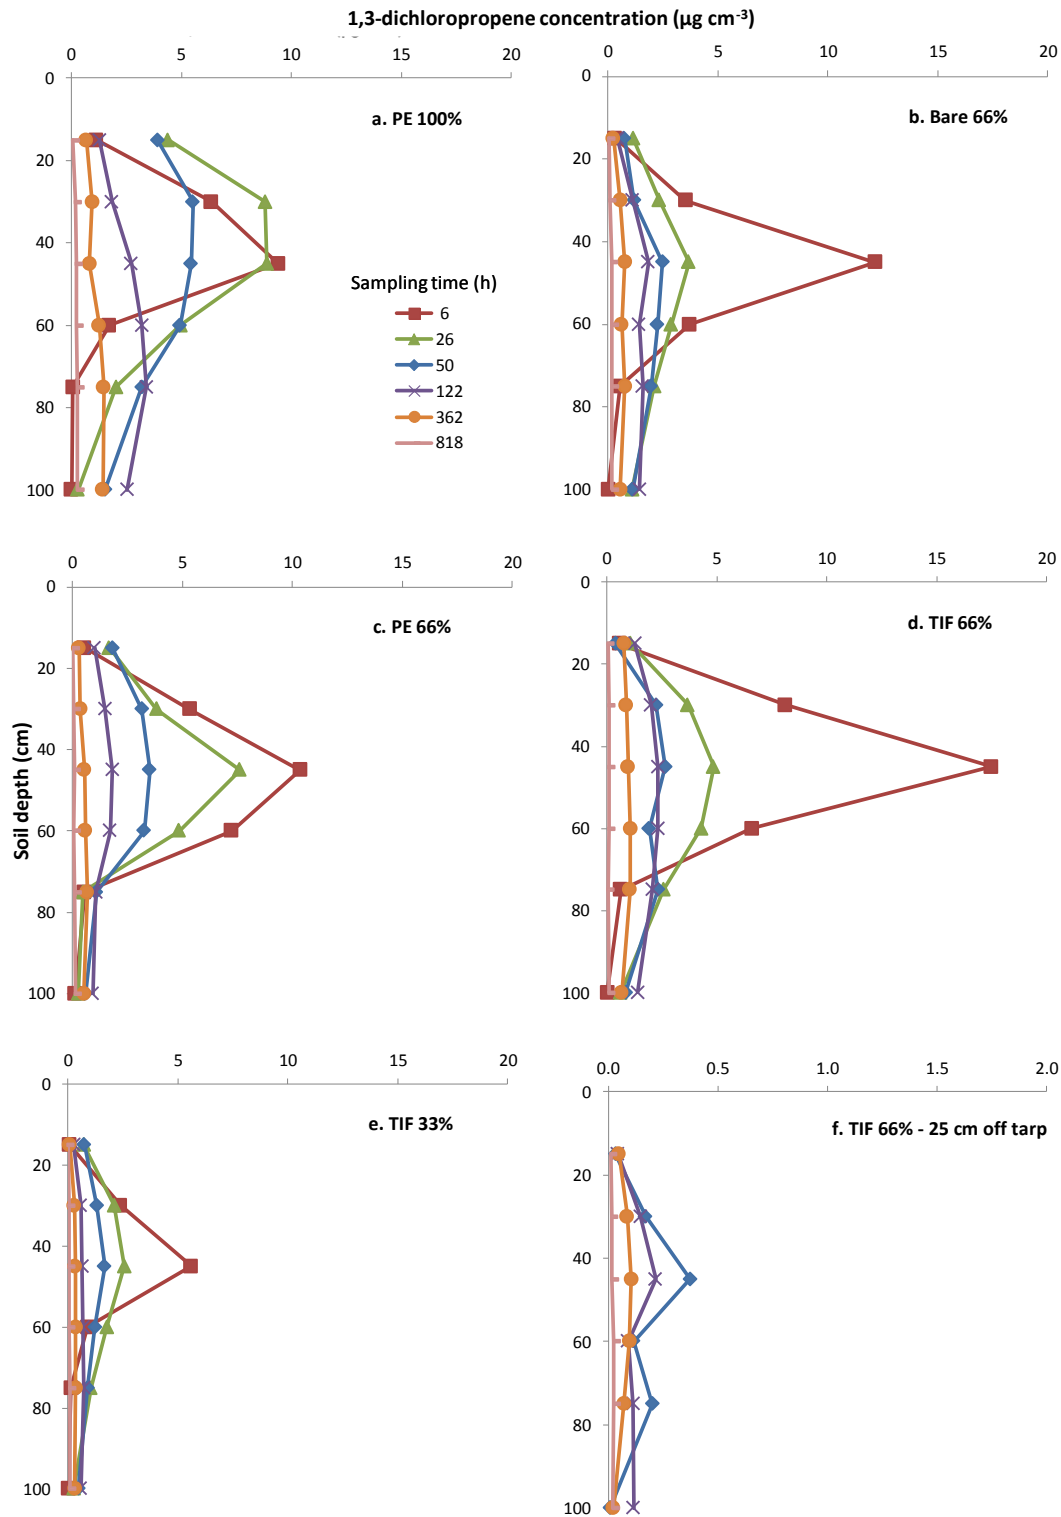 1,3-dichloropropene concentration (µg cm-3)
0 5 10 15 20
0
20
40
60
80
100
a. PE 100%
Sampling time (h)
6
26
50
122
362
818
0 5 10 15 20
0
20
40
60
80
100
b. Bare 66%
Soil depth (cm)
0 5 10 15 20
0
20
40
60
80
100
c. PE 66%
0 5 10 15 20
0
20
40
60
80
100
d. TIF 66%
0 5 10 15 20
0
20
40
60
80
100
e. TIF 33%
0.0 0.5 1.0 1.5 2.0
0
20
40
60
80
100
f. TIF 66% - 25 cm off tarp